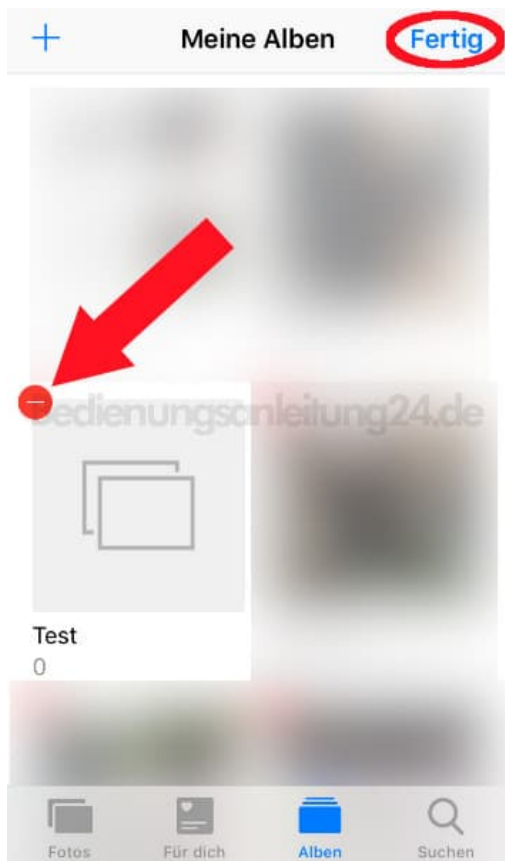 Meine Alben Fertig
bedienungsanleitung24.de
Test
0
Fotos Für dich Alben Suchen